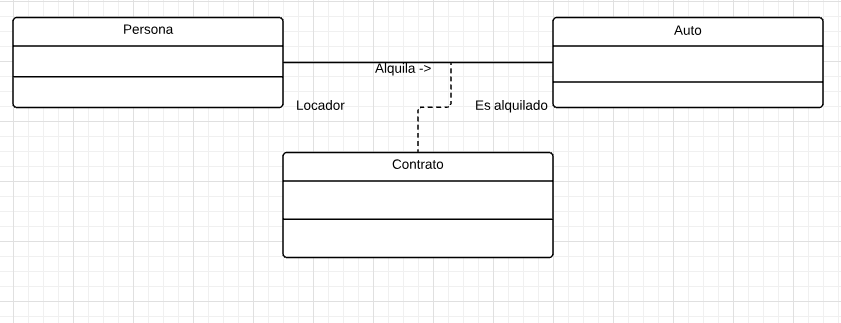 Persona
Auto
Alquila ->
Locador
Es alquilado
Contrato